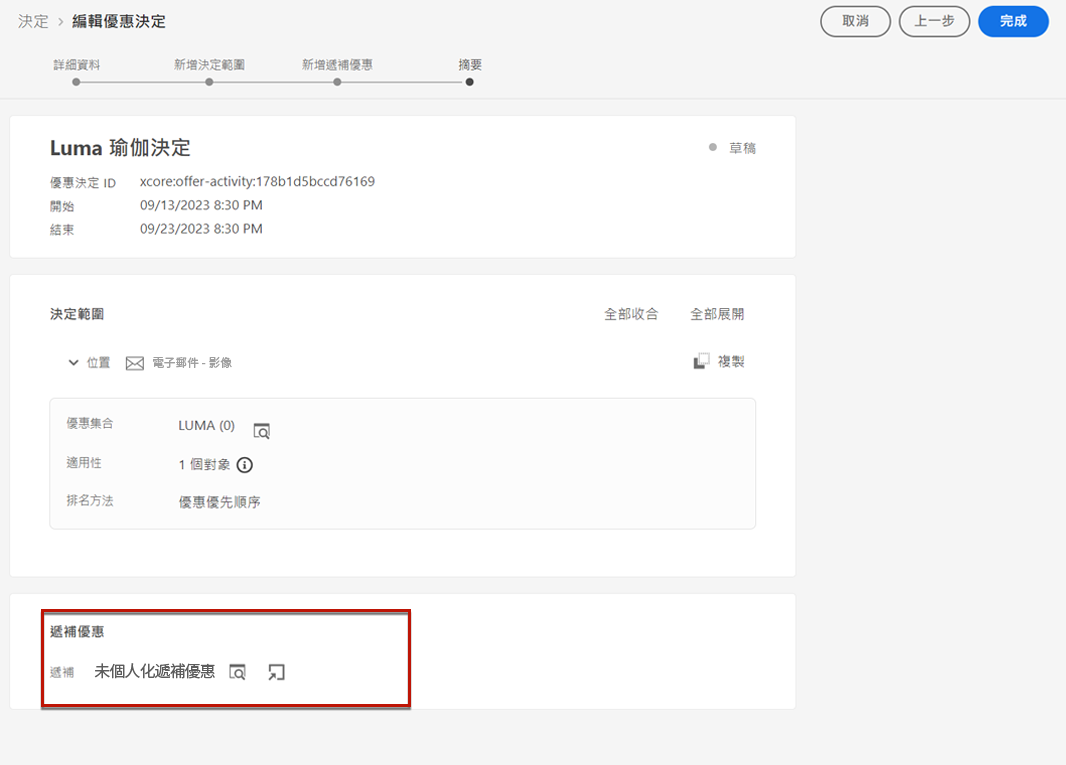 決定 > 編輯優惠決定
取消 上一步 完成
詳細資料 新增決定範圍 新增遞補優惠 摘要
Luma 瑜伽決定
草稿
優惠決定 ID xcore:offer-activity:178b1d5bccd76169
開始 09/13/2023 8:30 PM
結束 09/23/2023 8:30 PM
決定範圍 全部收合 全部展開
位置 電子郵件 - 影像 複製
優惠集合 LUMA (0)
適用性 1 個對象
排名方法 優惠優先順序
遞補優惠
遞補 未個人化遞補優惠